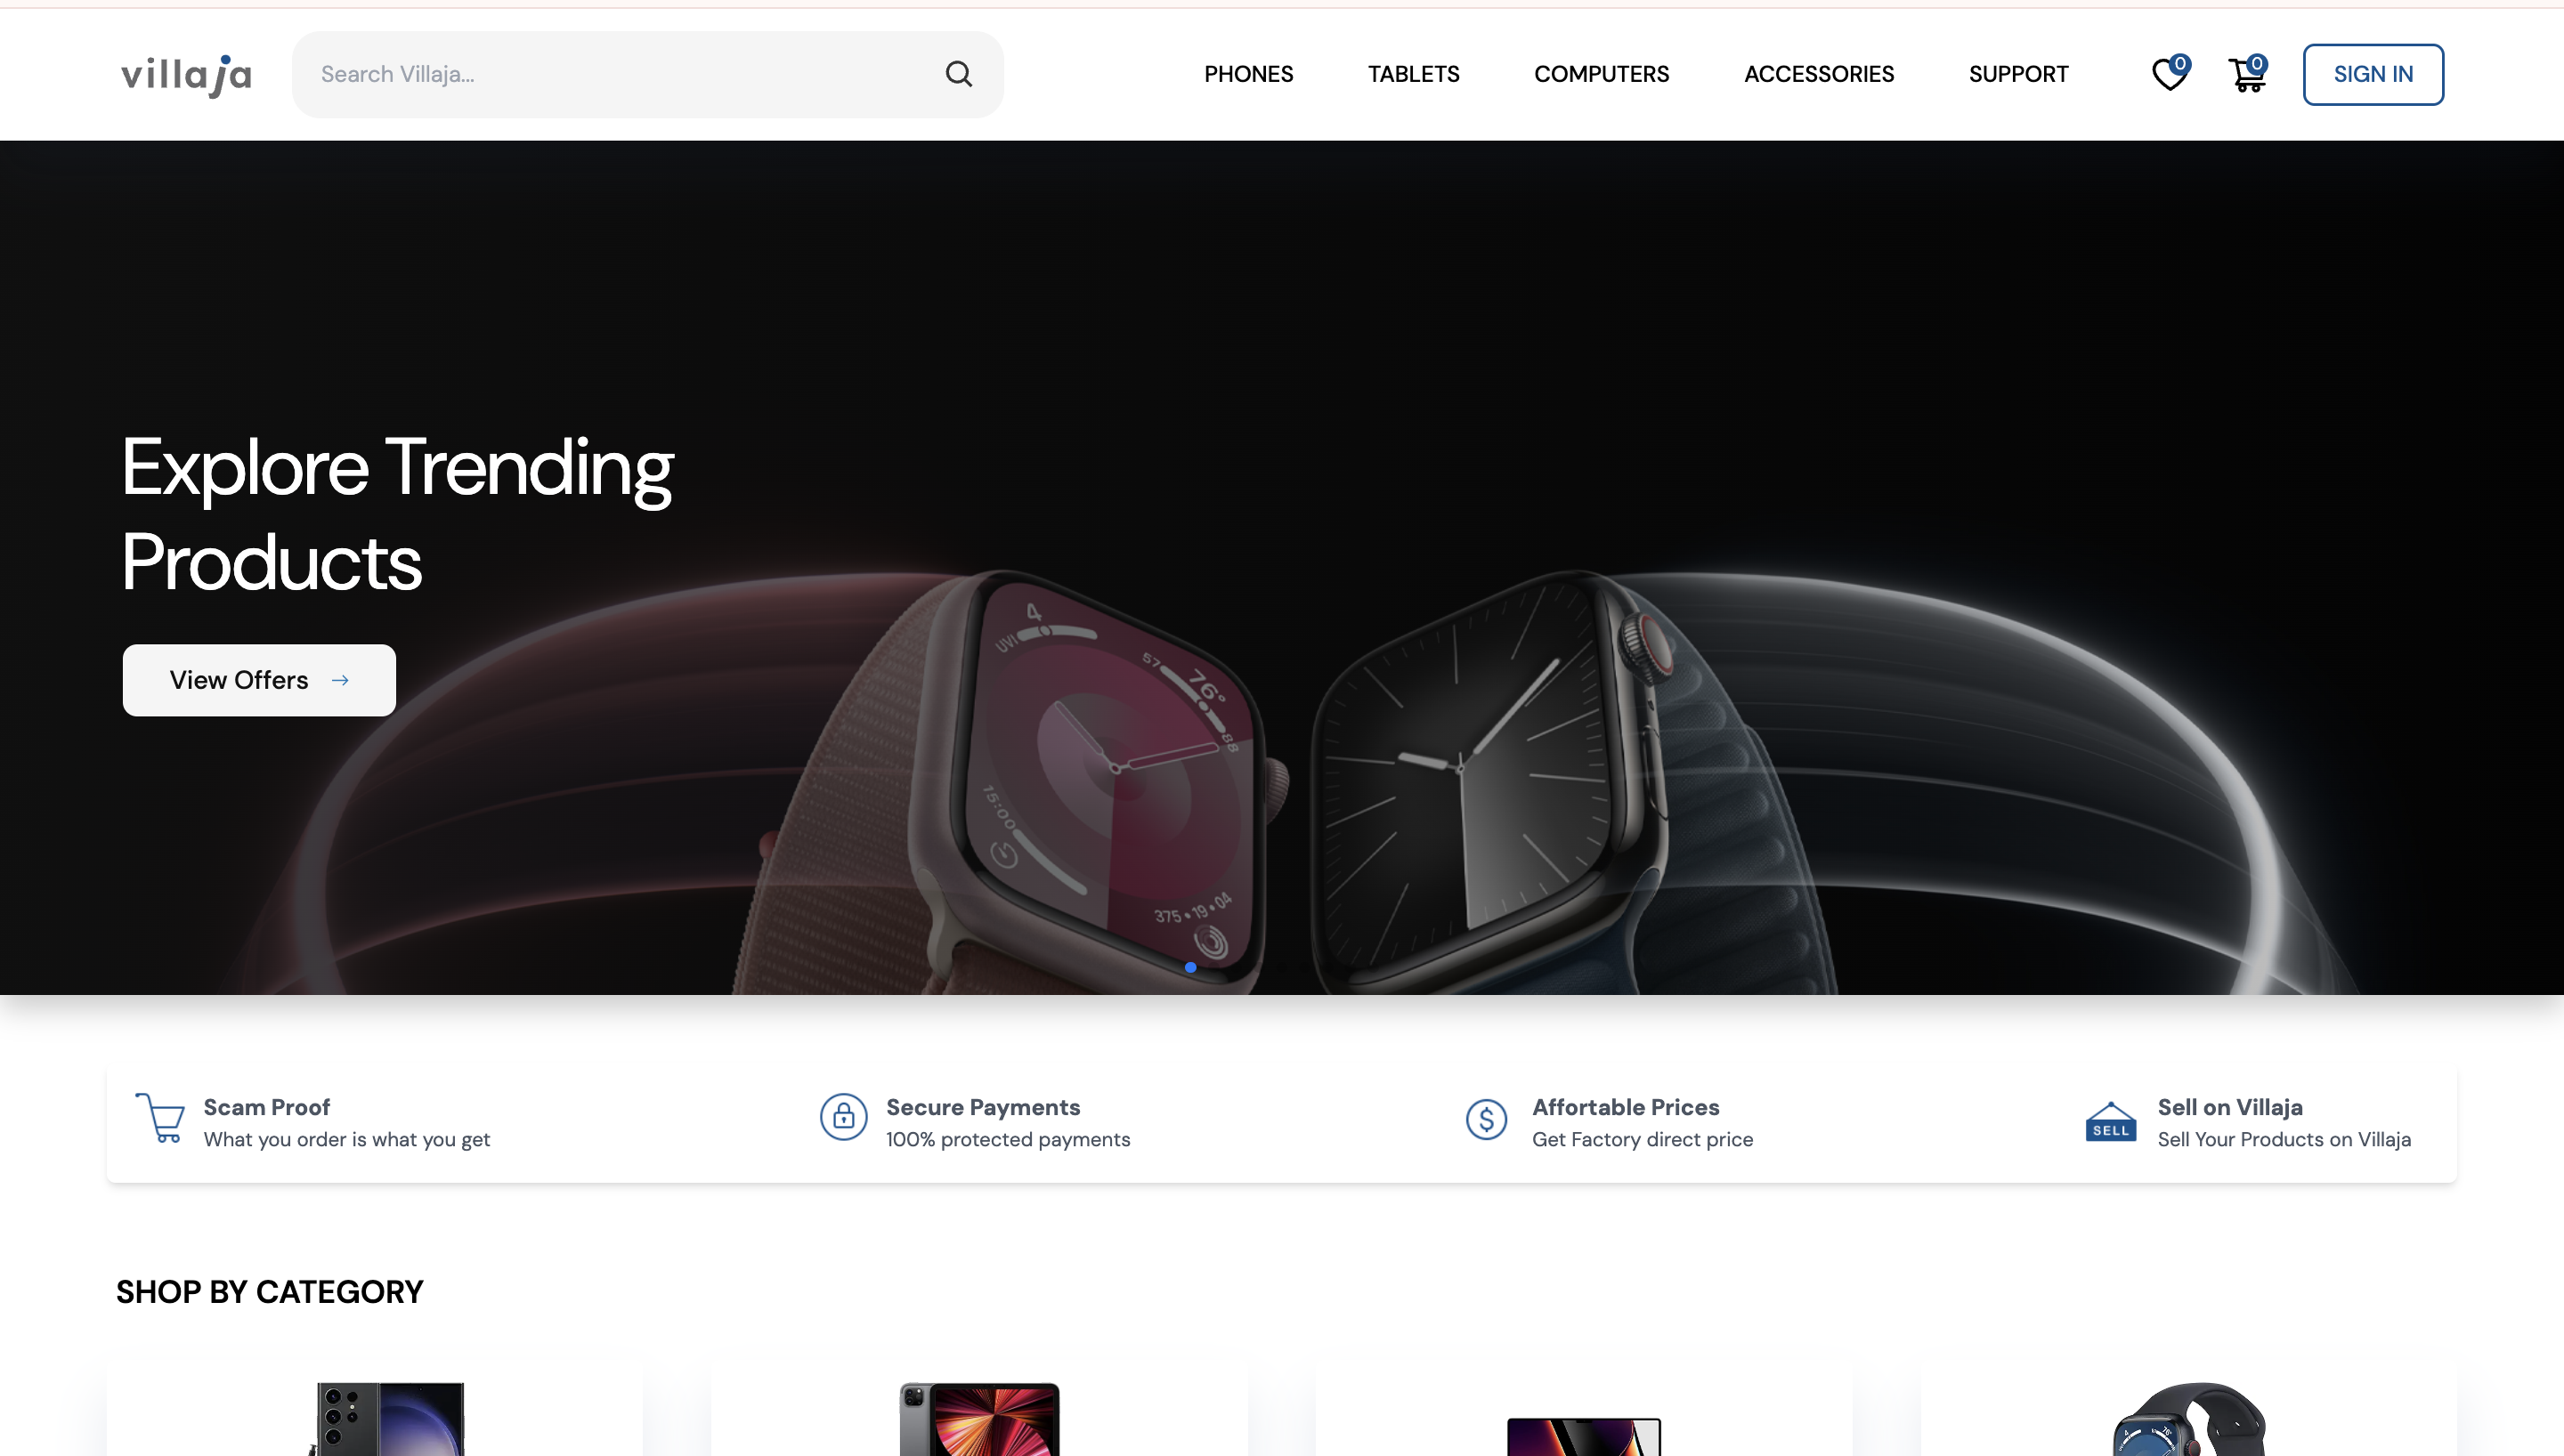 villaja
Search Villaja...
PHONES
TABLETS
COMPUTERS
ACCESSORIES
SUPPORT
0
0
SIGN IN
Explore Trending
Products
View Offers
4
UVI
57
76°
88
15:00
375•19•04
Scam Proof
What you order is what you get
Secure Payments
100% protected payments
Affortable Prices
Get Factory direct price
SELL
Sell on Villaja
Sell Your Products on Villaja
SHOP BY CATEGORY
4
76°